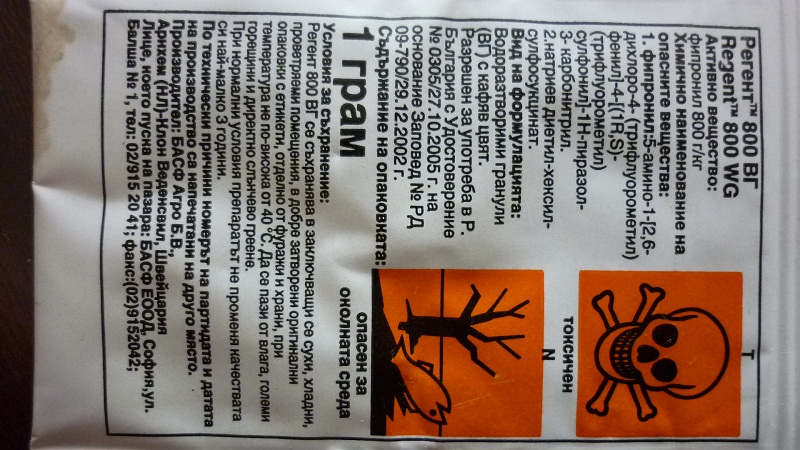 Регент™ 800 ВГ
Regent™ 800 WG
Активно вещество:
фипронил 800 г/кг
Химично наименование на
опасните вещества:
1. фипронил:5-амино-1-[2,6-
дихлоро-4- (трифлуорометил)
фенил]-4-[(1R,S)-
(трифлуорометил)
сулфонил]-1H-пиразол-
3- карбонитрил.
2.натриев диетил-хексил-
сулфосукцинат.
Вид на формулацията:
Водоразтворими гранули
(ВГ) с кафяв цвят.
Разрешен за употреба в Р.
България с Удостоверение
№ 0305/27.10.2005 г. на
основание Заповед № РД
09-790/29.12.2002 г.
Съдържание на опаковката:
1 грам
T
токсичен
N
опасен за
околната среда
Условия за съхранение:
Регент 800 ВГ се съхранява в заключващи се сухи, хладни,
проветряеми помещения, в добре затворени оригинални
опаковки с етикети, отделно от фуражи и храни, при
температура не по-висока от 40 °C. Да се пази от влага, големи
горещини и директно слънчево греене.
При нормални условия препаратът не променя качествата
си най-малко 3 години.
По технически причини номерът на партидата и датата
на производство са напечатани на друго място.
Производител: БАСФ Агро Б.В.,
Арнхем (НЛ)-Клон Веденсвил, Швейцария
Лице, което пуска на пазара: БАСФ ЕООД, София,ул.
Балша № 1, тел: 02/915 20 41; факс:(02)9152042;